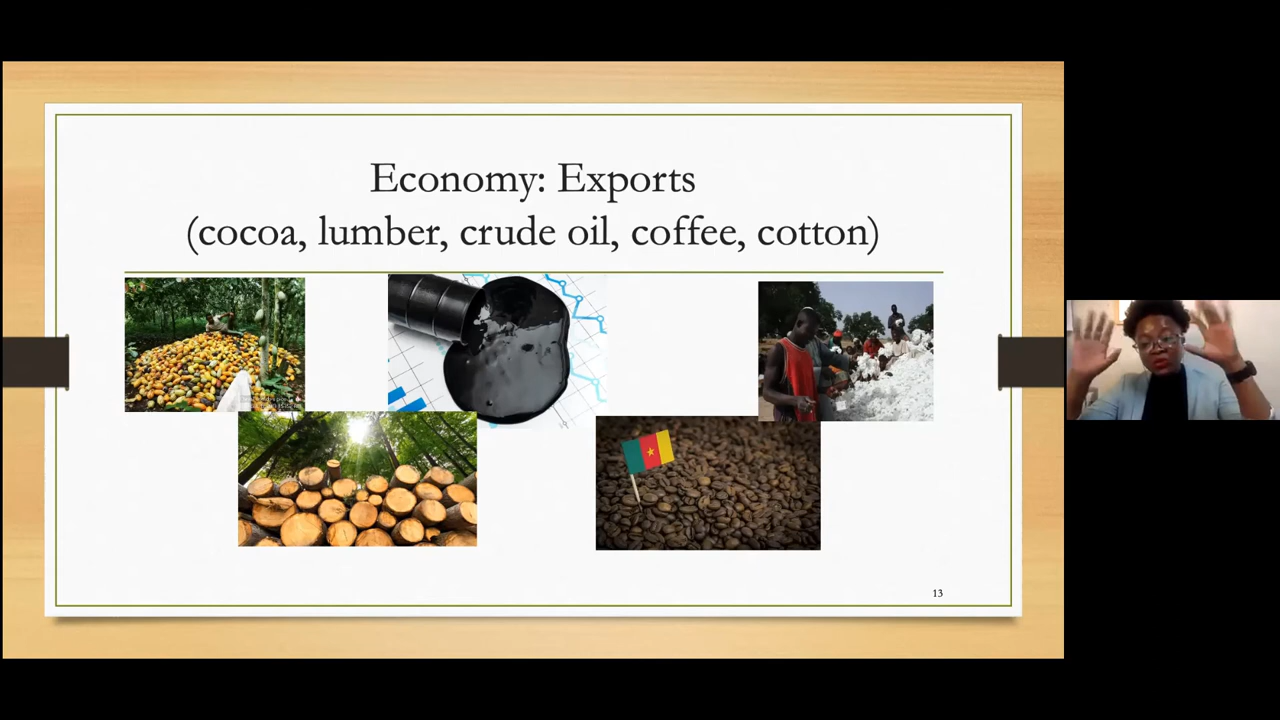 Economy: Exports
(cocoa, lumber, crude oil, coffee, cotton)
13